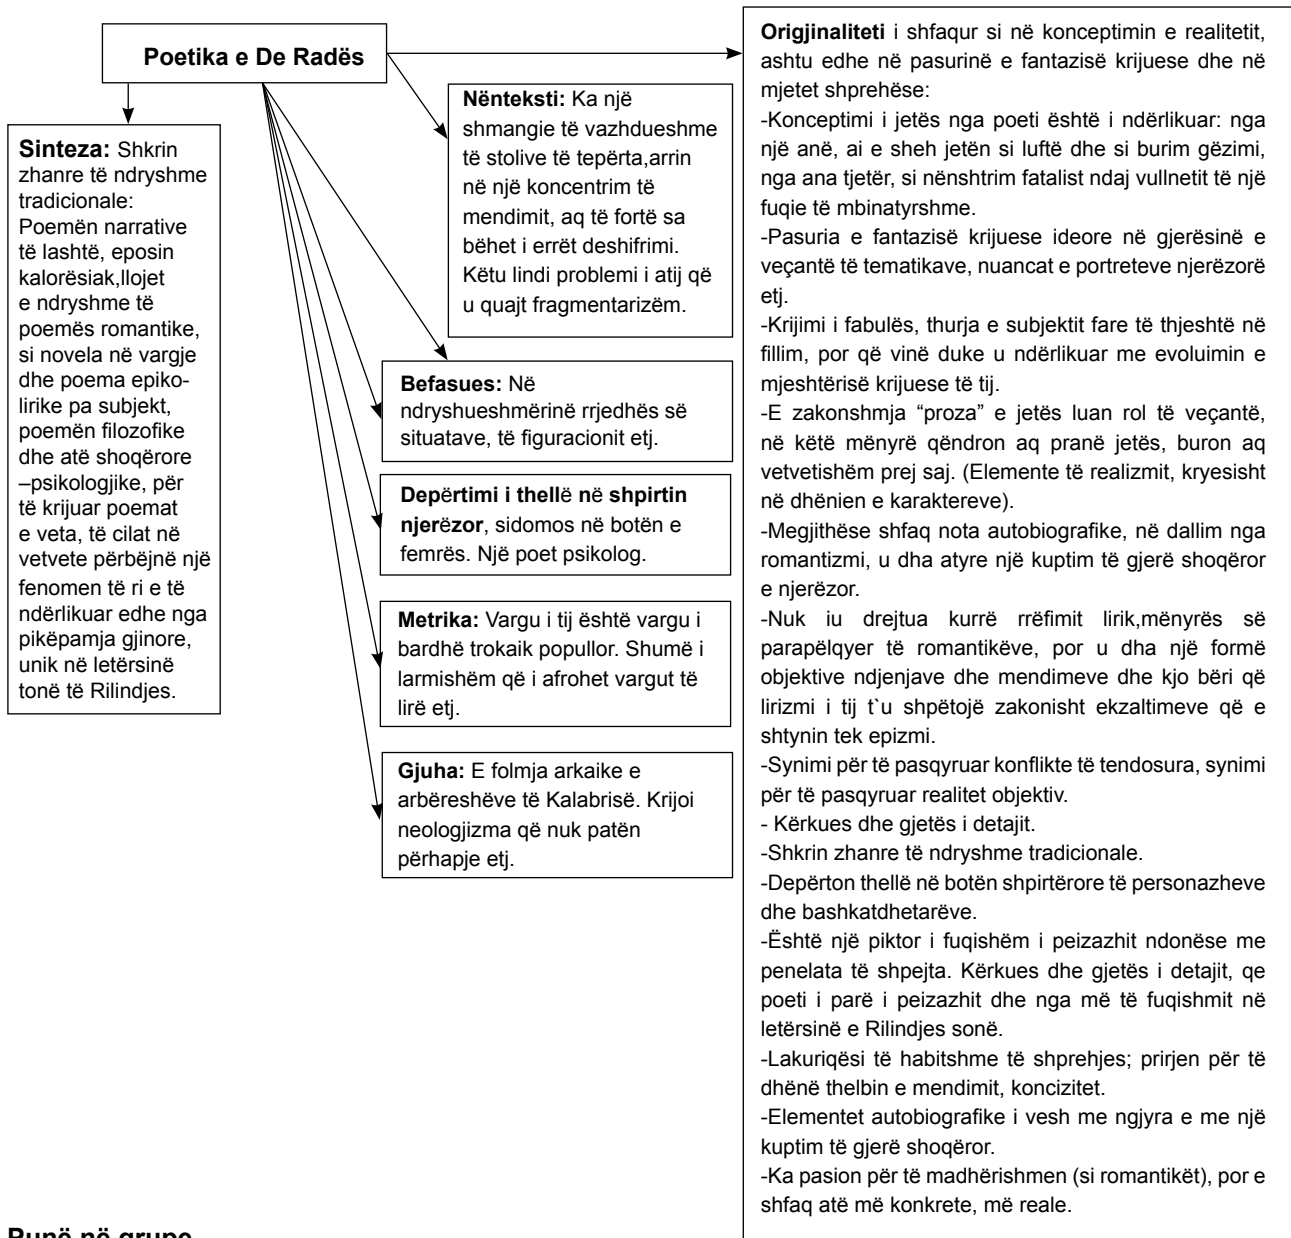 Poetika e De Radës
Sinteza: Shkrin
zhanre të ndryshme
tradicionale:
Poemën narrative
të lashtë, eposin
kalorësiak,llojet
e ndryshme të
poemës romantike,
si novela në vargje
dhe poema epiko-
lirike pa subjekt,
poemën filozofike
dhe atë shoqërore
–psikologjike, për
të krijuar poemat
e veta, të cilat në
vetvete përbëjnë një
fenomen të ri e të
ndërlikuar edhe nga
pikëpamja gjinore,
unik në letërsinë
tonë të Rilindjes.
Nënteksti: Ka një
shmangie të vazhdueshme
të stolive të tepërta,arrin
në një koncentrim të
mendimit, aq të fortë sa
bëhet i errët deshifrimi.
Këtu lindi problemi i atij që
u quajt fragmentarizëm.
Befasues: Në
ndryshueshmërinë rrjedhës së
situatave, të figuracionit etj.
Depërtimi i thellë në shpirtin
njerëzor, sidomos në botën e
femrës. Një poet psikolog.
Metrika: Vargu i tij është vargu i
bardhë trokaik popullor. Shumë i
larmishëm që i afrohet vargut të
lirë etj.
Gjuha: E folmja arkaike e
arbëreshëve të Kalabrisë. Krijoi
neologjizma që nuk patën
përhapje etj.
Origjinaliteti i shfaqur si në konceptimin e realitetit,
ashtu edhe në pasurinë e fantazisë krijuese dhe në
mjetet shprehëse:
-Konceptimi i jetës nga poeti është i ndërlikuar: nga
një anë, ai e sheh jetën si luftë dhe si burim gëzimi,
nga ana tjetër, si nënshtrim fatalist ndaj vullnetit të një
fuqie të mbinatyrshme.
-Pasuria e fantazisë krijuese ideore në gjerësinë e
veçantë të tematikave, nuancat e portreteve njerëzorë
etj.
-Krijimi i fabulës, thurja e subjektit fare të thjeshtë në
fillim, por që vinë duke u ndërlikuar me evoluimin e
mjeshtërisë krijuese të tij.
-E zakonshmja “proza” e jetës luan rol të veçantë,
në këtë mënyrë qëndron aq pranë jetës, buron aq
vetvetishëm prej saj. (Elemente të realizmit, kryesisht
në dhënien e karaktereve).
-Megjithëse shfaq nota autobiografike, në dallim nga
romantizmi, u dha atyre një kuptim të gjerë shoqëror
e njerëzor.
-Nuk iu drejtua kurrë rrëfimit lirik,mënyrës së
parapëlqyer të romantikëve, por u dha një formë
objektive ndjenjave dhe mendimeve dhe kjo bëri që
lirizmi i tij t`u shpëtojë zakonisht ekzaltimeve që e
shtynin tek epizmi.
-Synimi për të pasqyruar konflikte të tendosura, synimi
për të pasqyruar realitet objektiv.
- Kërkues dhe gjetës i detajit.
-Shkrin zhanre të ndryshme tradicionale.
-Depërton thellë në botën shpirtërore të personazheve
dhe bashkatdhetarëve.
-Është një piktor i fuqishëm i peizazhit ndonëse me
penelata të shpejta. Kërkues dhe gjetës i detajit, qe
poeti i parë i peizazhit dhe nga më të fuqishmit në
letërsinë e Rilindjes sonë.
-Lakuriqësi të habitshme të shprehjes; prirjen për të
dhënë thelbin e mendimit, koncizitet.
-Elementet autobiografike i vesh me ngjyra e me një
kuptim të gjerë shoqëror.
-Ka pasion për të madhërishmen (si romantikët), por e
shfaq atë më konkrete, më reale.
Punë në grupe